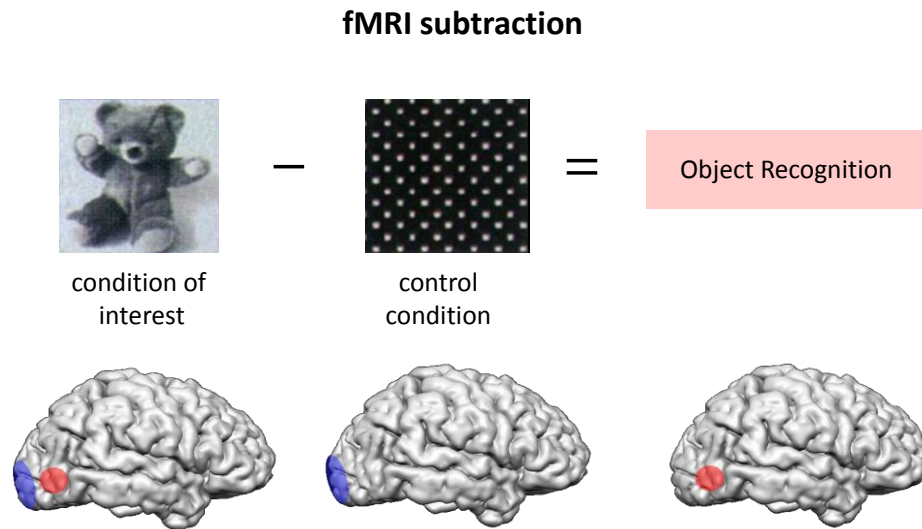 fMRI subtraction
−
=
Object Recognition
condition of
interest
control
condition